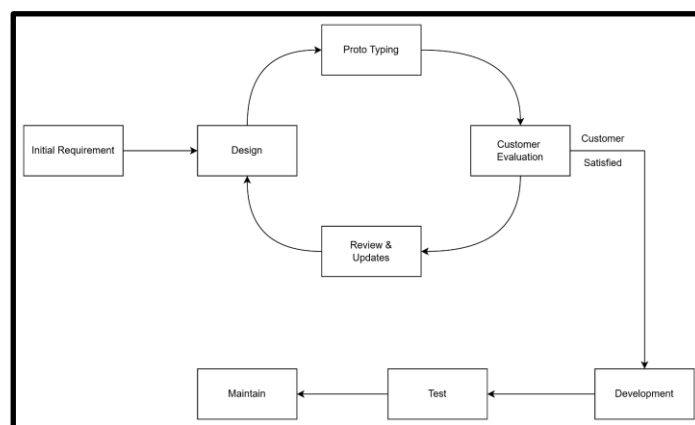 Proto Typing
Initial Requirement
Design
Customer
Evaluation
Customer
Satisfied
Review &
Updates
Maintain
Test
Development